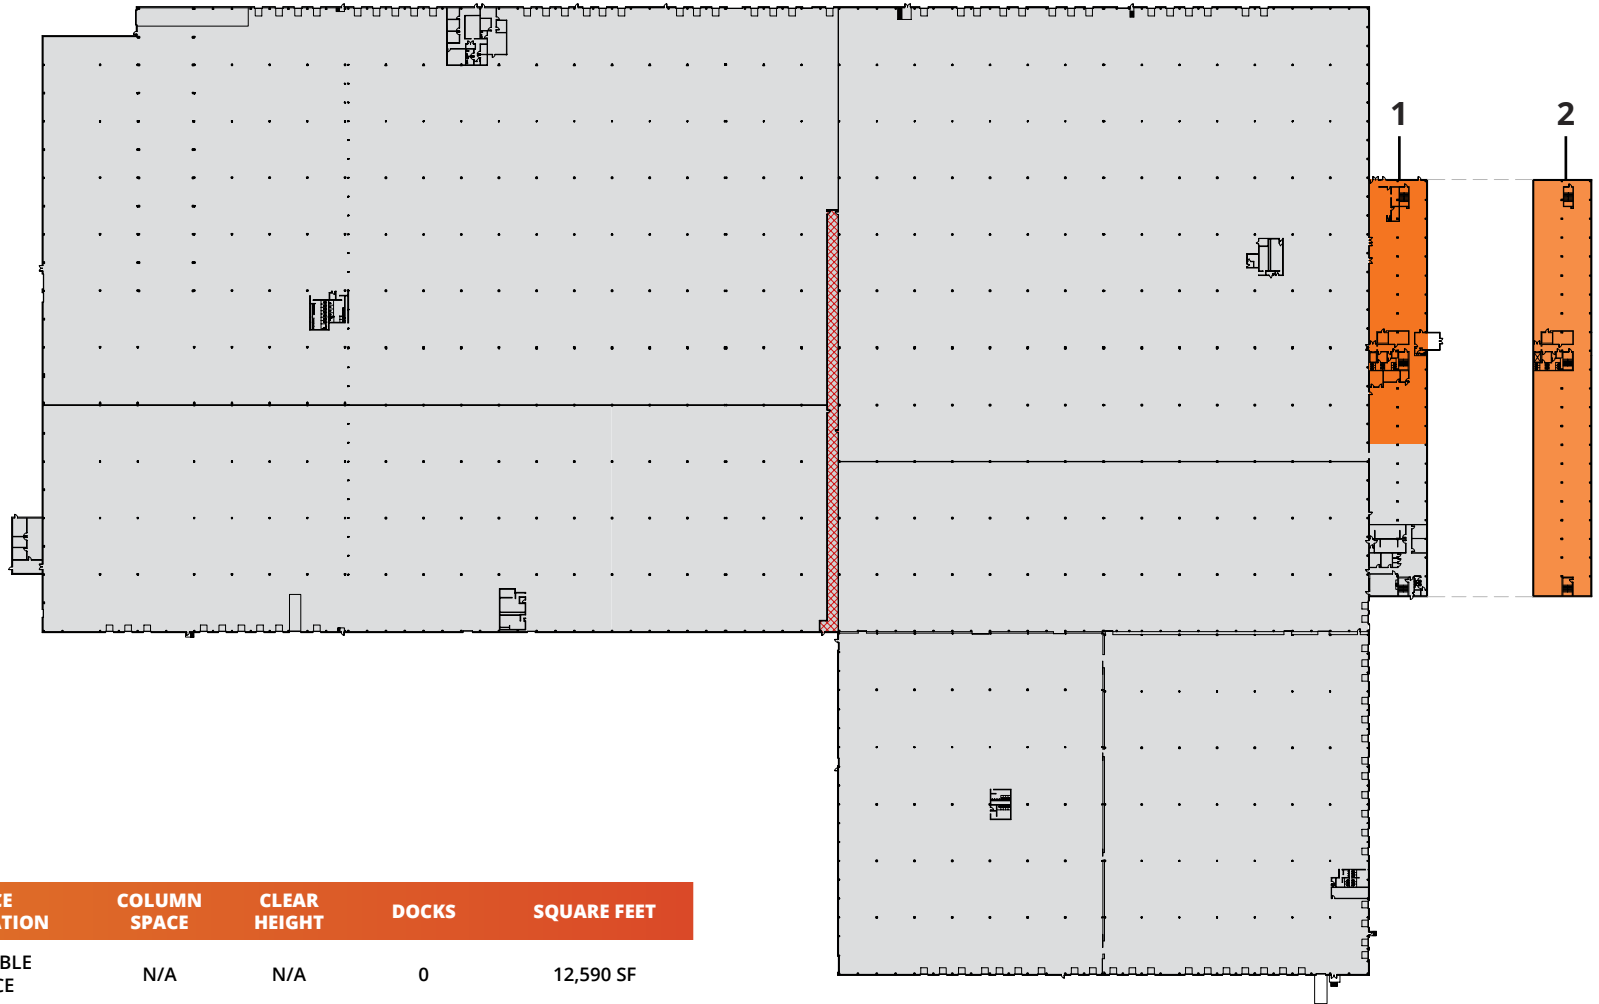 1
2
COLUMN
SPACE
CLEAR
HEIGHT
DOCKS
SQUARE FEET
N/A
N/A
0
12,590 SF